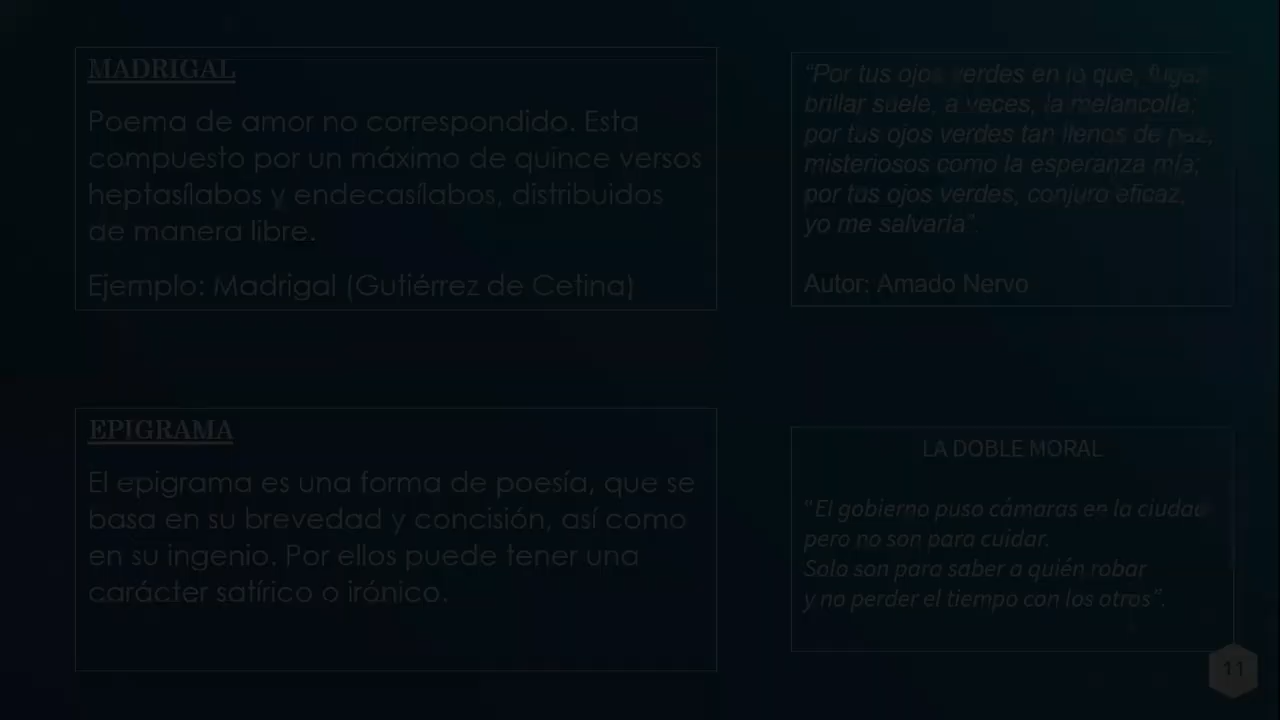 MADRIGAL
Poema de amor no correspondido. Esta
compuesto por un máximo de quince versos
heptasílabos y endecasílabos, distribuidos
de manera libre.
Ejemplo: Madrigal (Gutiérrez de Cetina)
“Por tus ojos verdes en lo que, fugaz
brillar suele, a veces, la melancolía;
por tus ojos verdes tan llenos de paz,
misteriosos como la esperanza mía;
por tus ojos verdes, conjuro eficaz,
yo me salvaría”.
Autor: Amado Nervo
EPIGRAMA
El epigrama es una forma de poesía, que se
basa en su brevedad y concisión, así como
en su ingenio. Por ellos puede tener una
carácter satírico o irónico.
LA DOBLE MORAL
"El gobierno puso cámaras en la ciudad
pero no son para cuidar.
Solo son para saber a quién robar
y no perder el tiempo con los otros”.
11